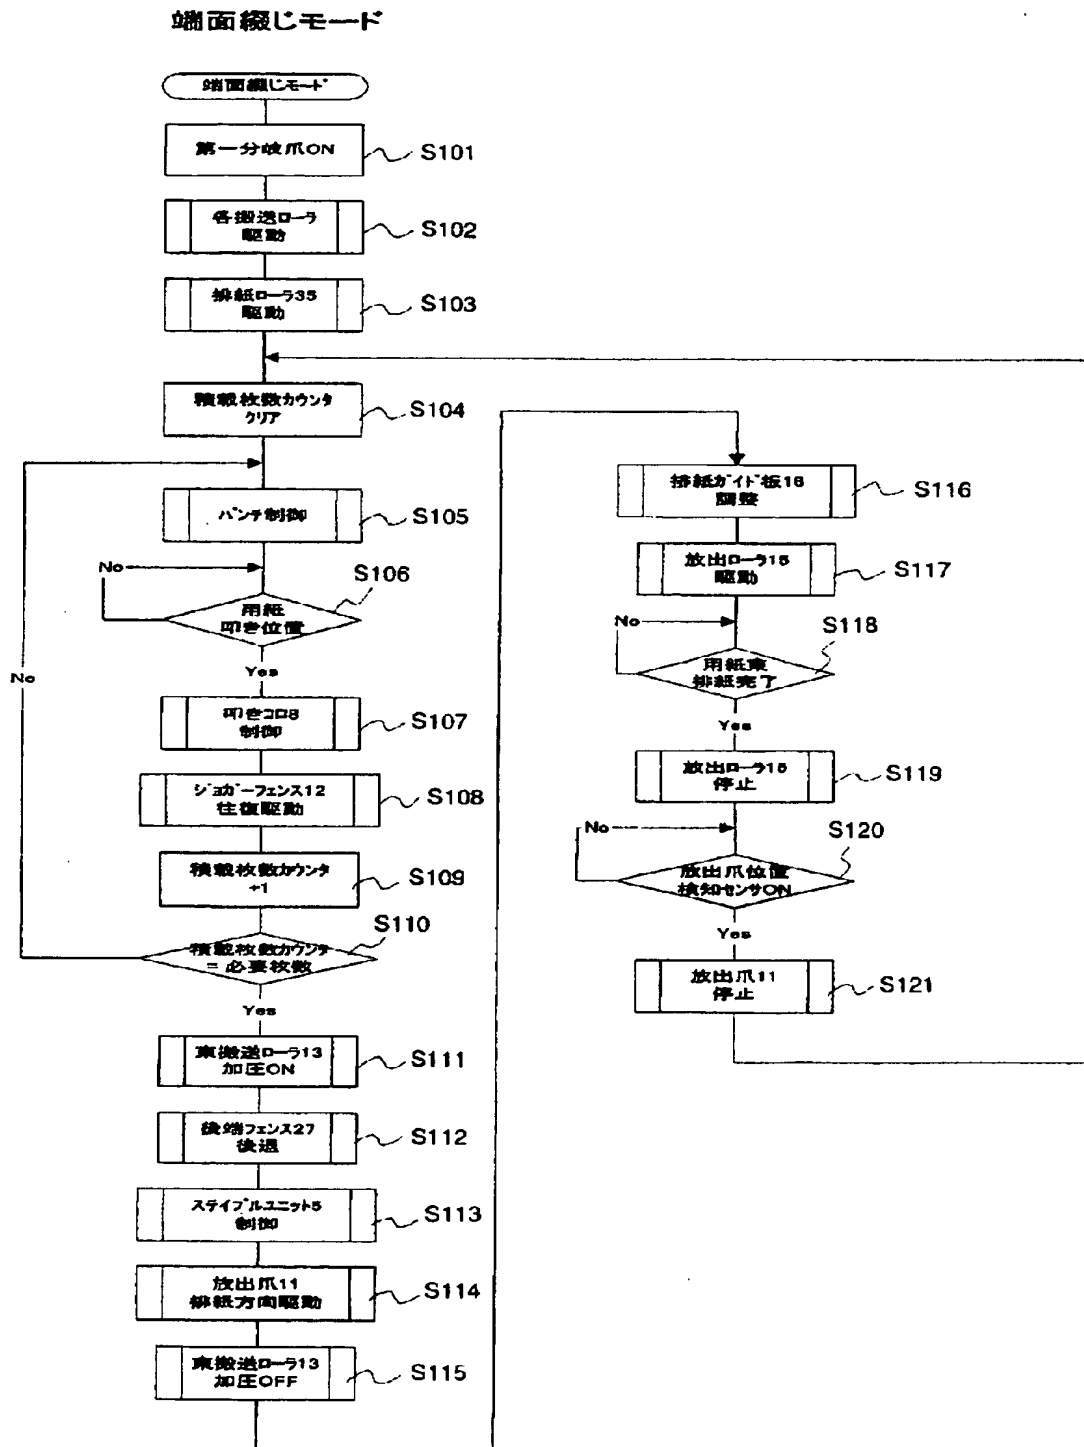 端面綴じモード
端面綴じモード
第一分岐爪ON
S101
各搬送ローラ
駆動
S102
排紙ローラ35
駆動
S103
積載枚数カウンタ
クリア
S104
パンチ制御
S105
No
用紙
叩き位置
S106
Yes
叩きコロ8
制御
S107
ジョガーフェンス12
往復駆動
S108
積載枚数カウンタ
+1
S109
積載枚数カウンタ
=必要枚数
S110
No
Yes
束搬送ローラ13
加圧ON
S111
後端フェンス27
後退
S112
ステイプルユニット5
制御
S113
放出爪11
排紙方向駆動
S114
束搬送ローラ13
加圧OFF
S115
排紙ガイド板16
調整
S116
放出ローラ15
駆動
S117
No
用紙束
排紙完了
S118
Yes
放出ローラ15
停止
S119
No
放出爪位置
検知センサON
S120
Yes
放出爪11
停止
S121